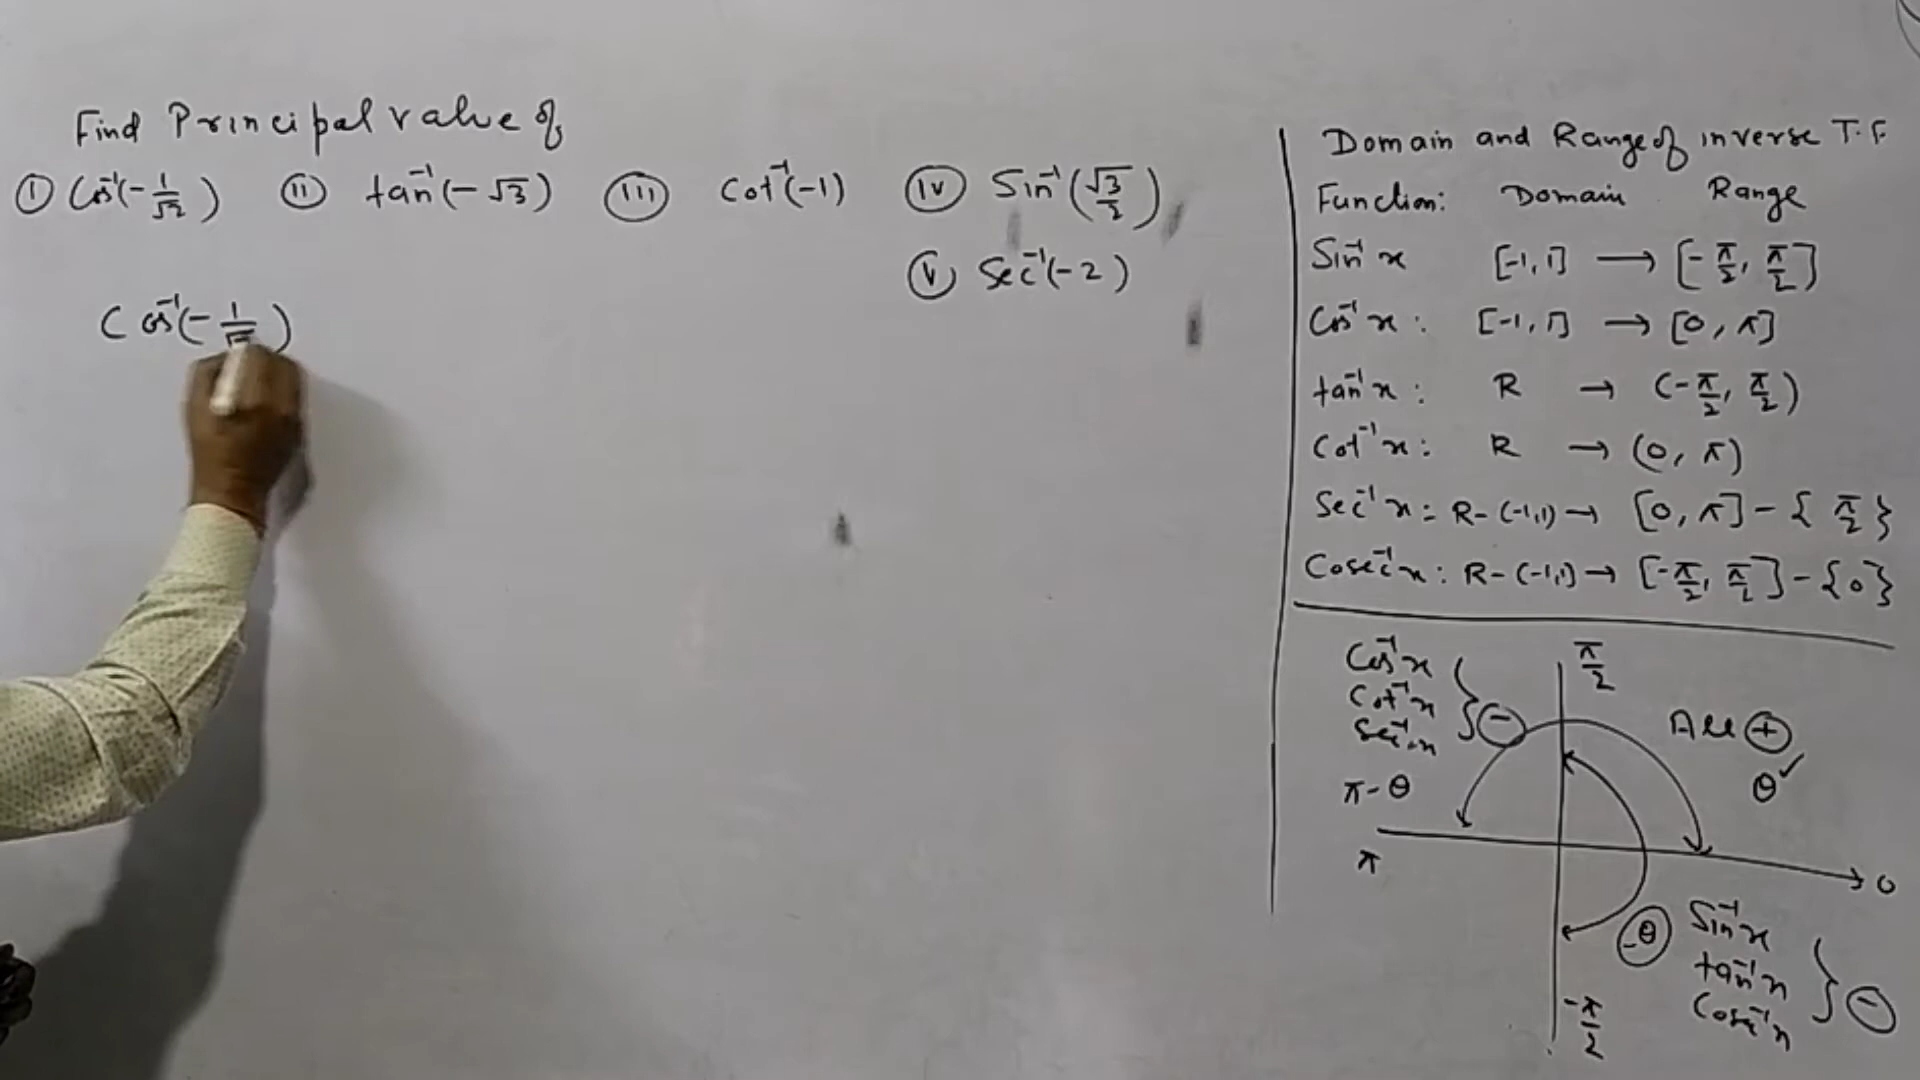 Find Principal value of
(i) Cos⁻¹(-1/√2) (ii) tan⁻¹(-√3) (iii) Cot⁻¹(-1) (iv) Sin⁻¹(√3/2)
(v) Sec⁻¹(-2)
Cos⁻¹(-1/√
)
Domain and Range of inverse T.F.
Function: Domain Range
Sin⁻¹x [-1,1] → [-π/2, π/2]
Cos⁻¹x: [-1,1] → [0, π]
tan⁻¹x: R → (-π/2, π/2)
Cot⁻¹x: R → (0, π)
Sec⁻¹x: R-(-1,1) → [0, π]-{π/2}
Cosec⁻¹x: R-(-1,1) → [-π/2, π/2]-{0}
Cos⁻¹x
Cot⁻¹x
Sec⁻¹x
} -
π/2
All +
θ ✓
π-θ
π
0
-θ
Sin⁻¹x
tan⁻¹x
Cosec⁻¹x
} -
-π/2